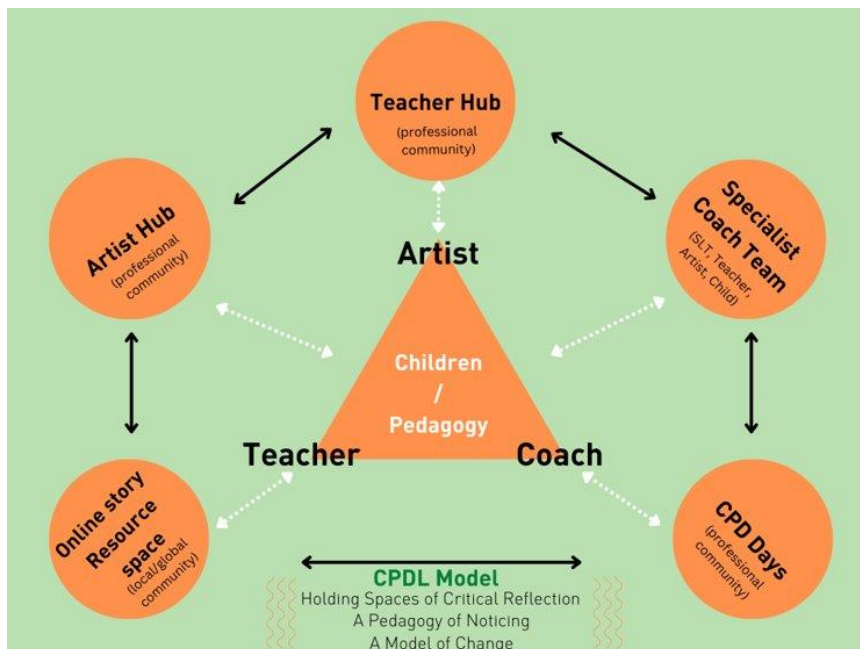 Teacher Hub
(professional
community)
Artist Hub
(professional
community)
Specialist
Coach Team
(SLT, Teacher,
Artist, Child)
Artist
Children
/
Pedagogy
Teacher
Coach
Online story
Resource
space
(local/global
community)
CPD Days
(professional
community)
CPDL Model
Holding Spaces of Critical Reflection
A Pedagogy of Noticing
A Model of Change